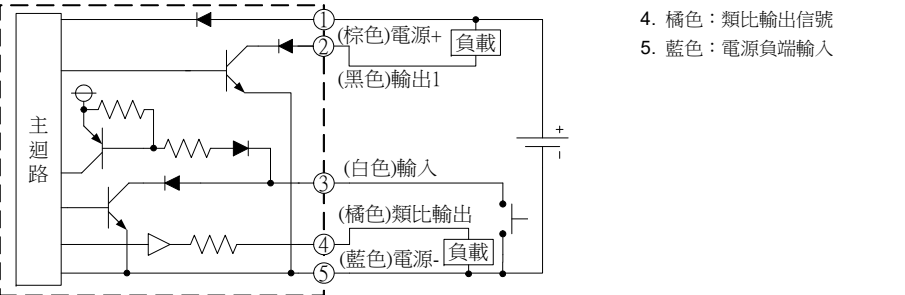 ①
(棕色)電源+
②
負載
(黑色)輸出1
主迴路
+
−
(白色)輸入
③
(橘色)類比輸出
④
(藍色)電源-
負載
⑤
4. 橘色：類比輸出信號
5. 藍色：電源負端輸入